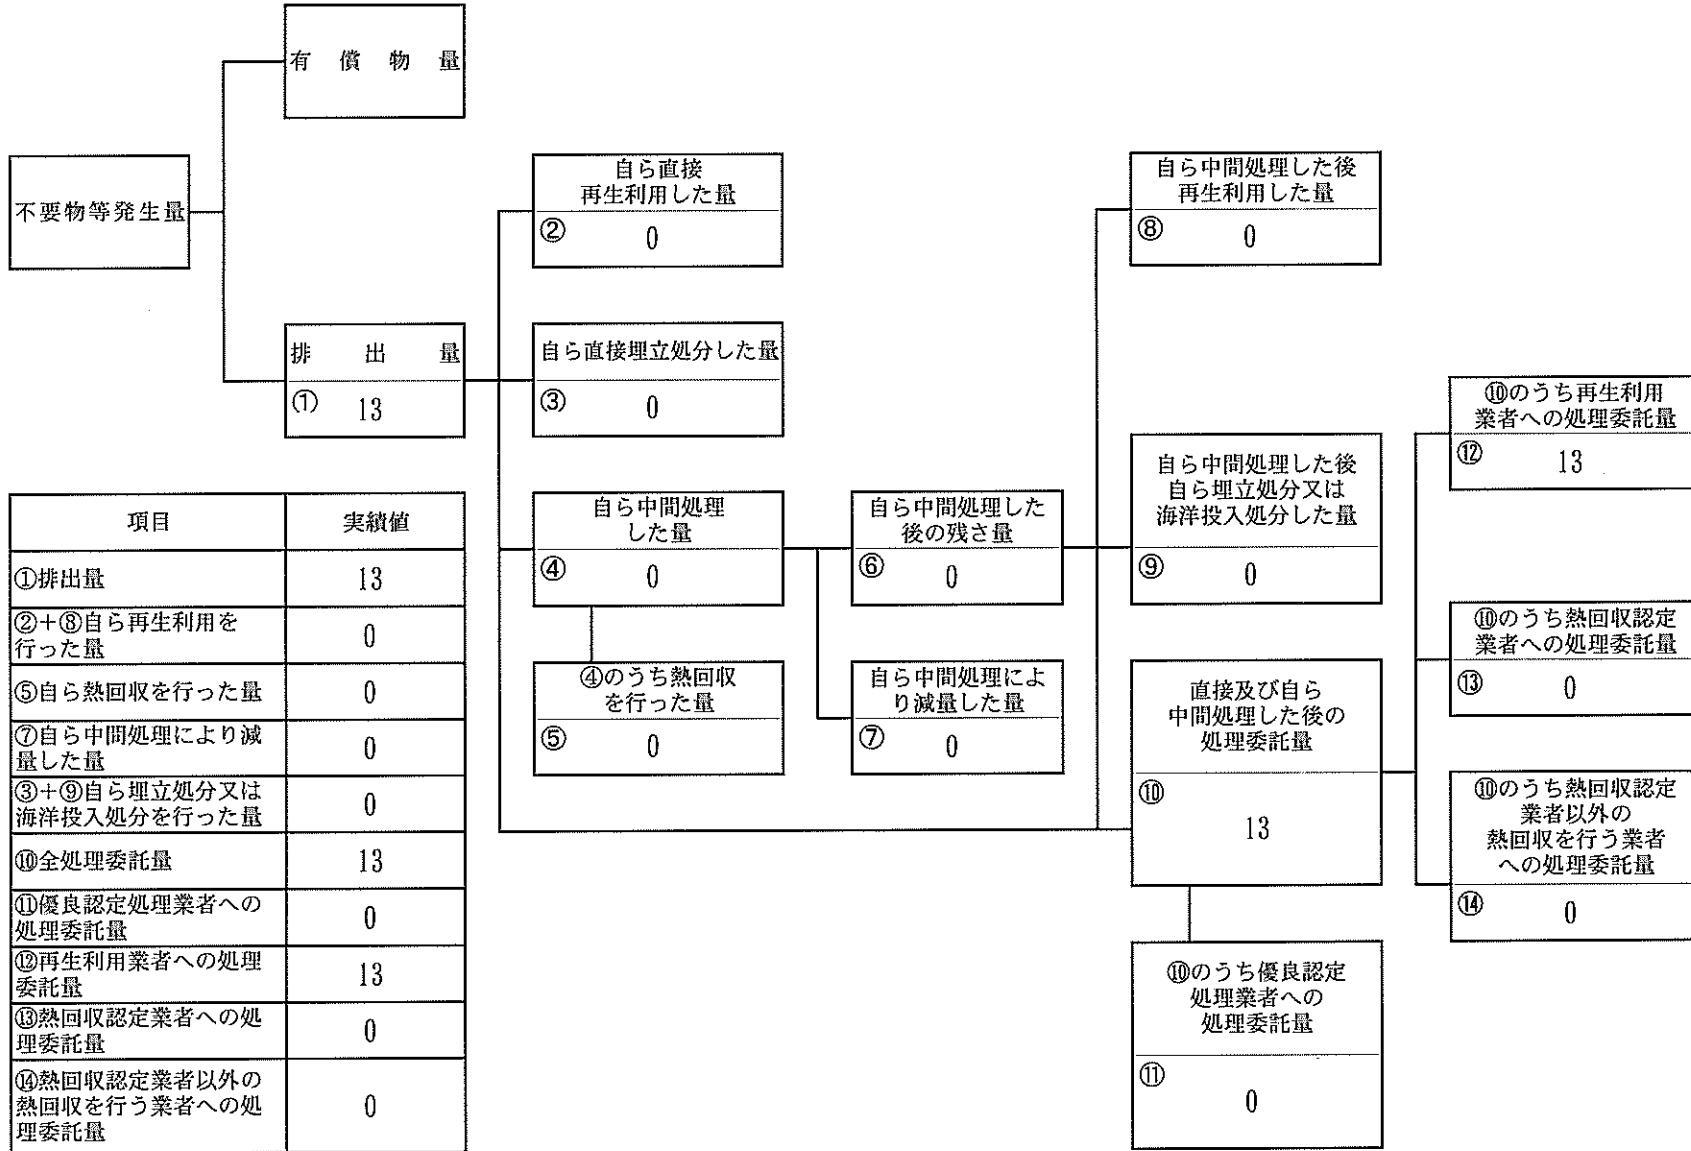 有償物量
不要物等発生量
排出量
① 13
自ら直接
再生利用した量
② 0
自ら直接埋立処分した量
③ 0
自ら中間処理
した量
④ 0
④のうち熱回収
を行った量
⑤ 0
自ら中間処理した
後の残さ量
⑥ 0
自ら中間処理によ
り減量した量
⑦ 0
自ら中間処理した後
再生利用した量
⑧ 0
自ら中間処理した後
自ら埋立処分又は
海洋投入処分した量
⑨ 0
直接及び自ら
中間処理した後の
処理委託量
⑩
13
⑩のうち優良認定
処理業者への
処理委託量
⑪
0
⑩のうち再生利用
業者への処理委託量
⑫ 13
⑩のうち熱回収認定
業者への処理委託量
⑬ 0
⑩のうち熱回収認定
業者以外の
熱回収を行う業者
への処理委託量
⑭ 0
項目 実績値
①排出量 13
②+⑧自ら再生利用を
行った量 0
⑤自ら熱回収を行った量 0
⑦自ら中間処理により減
量した量 0
③+⑨自ら埋立処分又は
海洋投入処分を行った量 0
⑩全処理委託量 13
⑪優良認定処理業者への
処理委託量 0
⑫再生利用業者への処理
委託量 13
⑬熱回収認定業者への処
理委託量 0
⑭熱回収認定業者以外の
熱回収を行う業者への処
理委託量 0